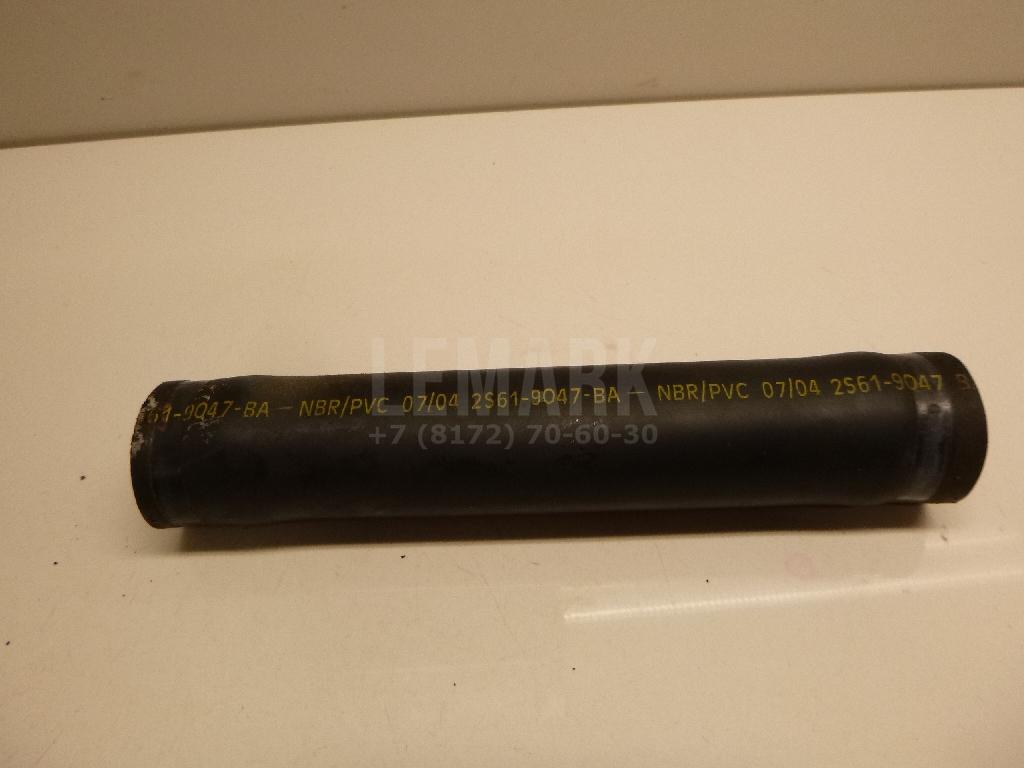 LEMARK
61-9047-BA — NBR/PVC 07/04 2S61-9047-BA — NBR/PVC 07/04 2S61-9047
+7 (8172) 70-60-30